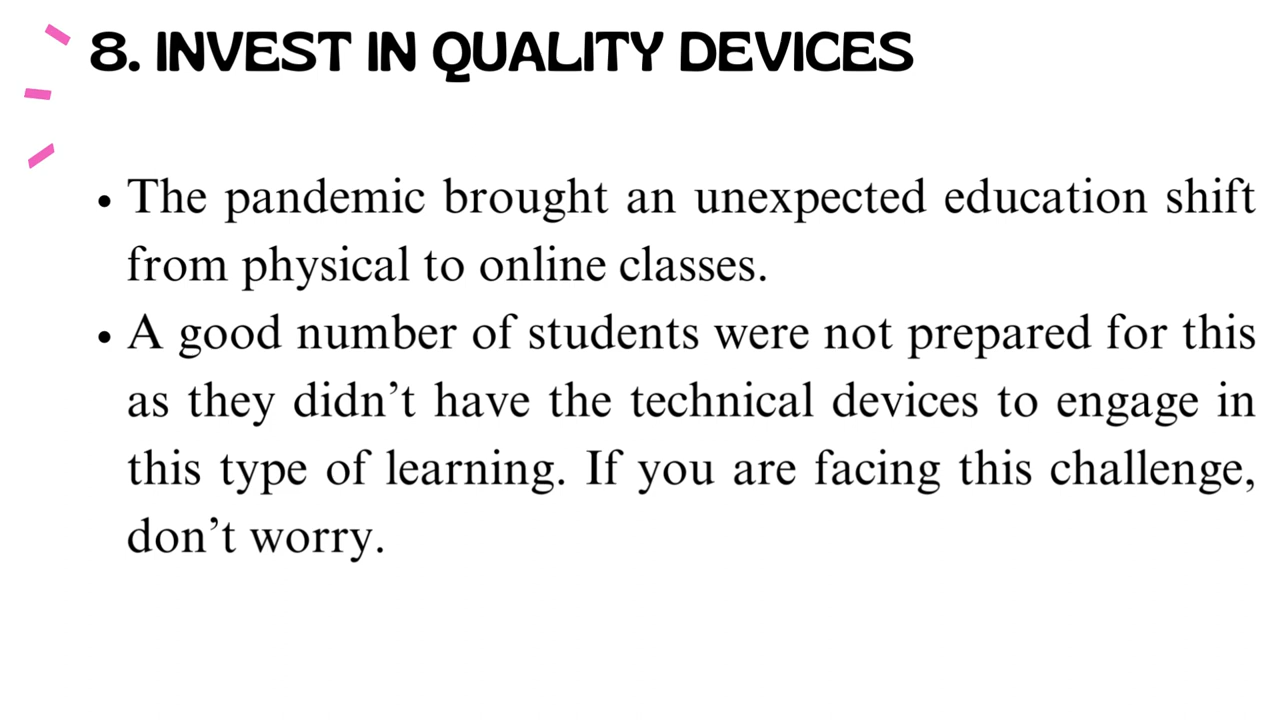 8. INVEST IN QUALITY DEVICES
• The pandemic brought an unexpected education shift
from physical to online classes.
• A good number of students were not prepared for this
as they didn’t have the technical devices to engage in
this type of learning. If you are facing this challenge,
don’t worry.